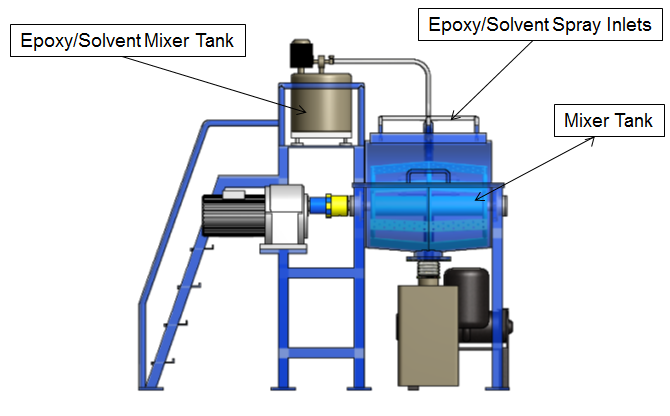 Epoxy/Solvent Mixer Tank
Epoxy/Solvent Spray Inlets
Mixer Tank